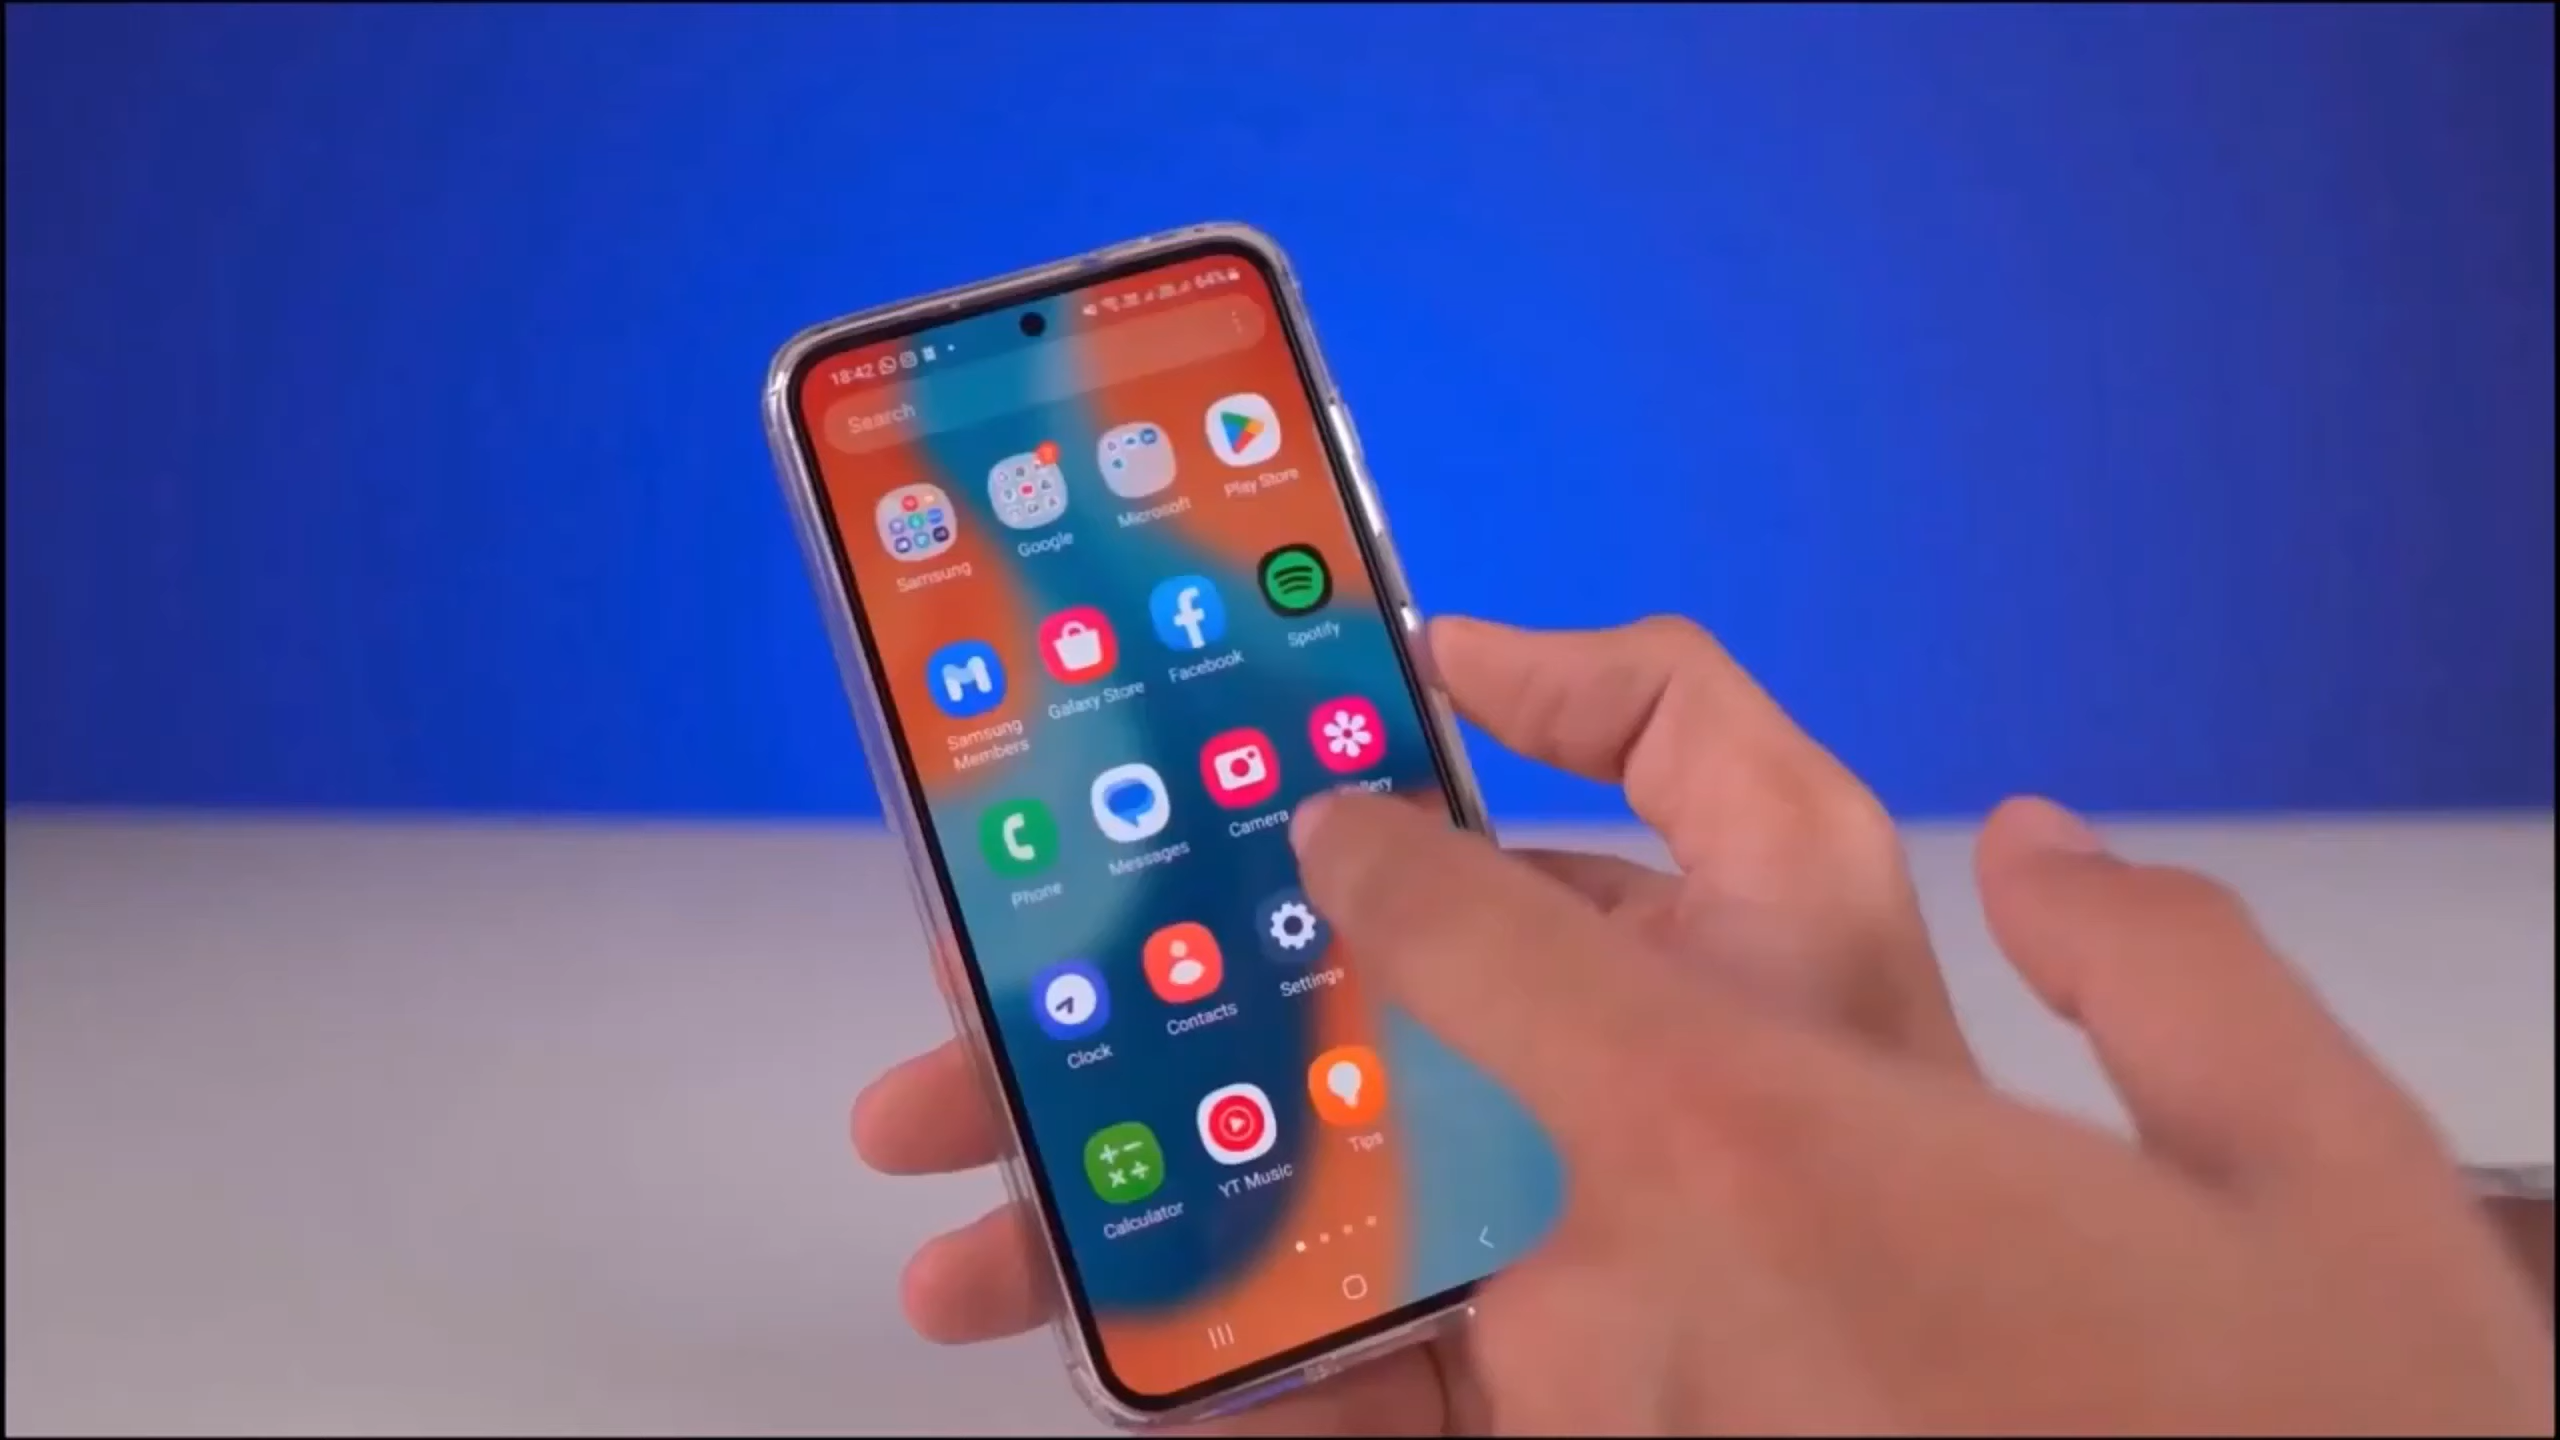 18:42
64%
Search
Samsung
Google
Microsoft
Play Store
Samsung
Members
Galaxy Store
Facebook
Spotify
Phone
Messages
Camera
Clock
Contacts
Settings
Calculator
YT Music
Tips